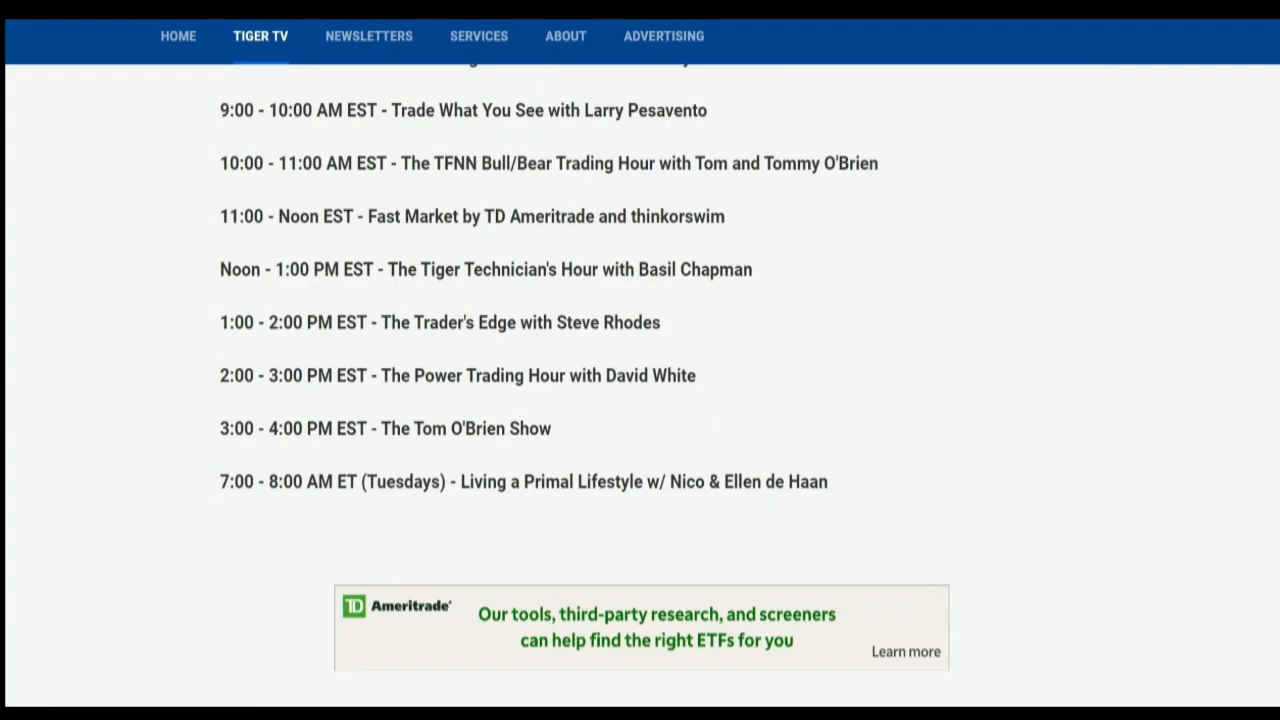 HOME TIGER TV NEWSLETTERS SERVICES ABOUT ADVERTISING
9:00 - 10:00 AM EST - Trade What You See with Larry Pesavento
10:00 - 11:00 AM EST - The TFNN Bull/Bear Trading Hour with Tom and Tommy O'Brien
11:00 - Noon EST - Fast Market by TD Ameritrade and thinkorswim
Noon - 1:00 PM EST - The Tiger Technician's Hour with Basil Chapman
1:00 - 2:00 PM EST - The Trader's Edge with Steve Rhodes
2:00 - 3:00 PM EST - The Power Trading Hour with David White
3:00 - 4:00 PM EST - The Tom O'Brien Show
7:00 - 8:00 AM ET (Tuesdays) - Living a Primal Lifestyle w/ Nico & Ellen de Haan
TD Ameritrade
Our tools, third-party research, and screeners
can help find the right ETFs for you
Learn more